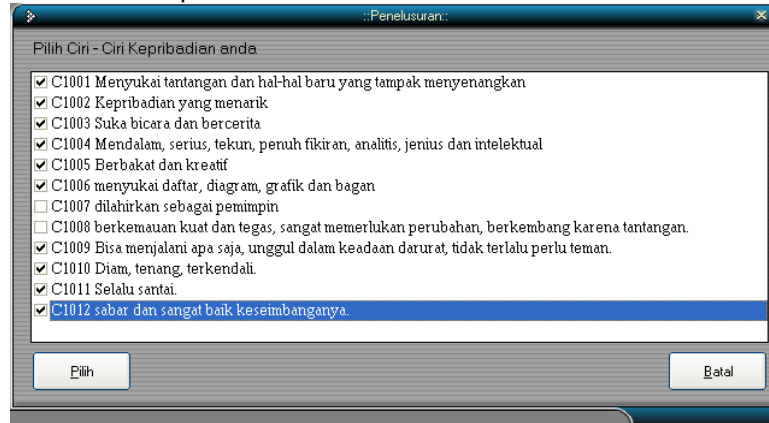 ::Penelusuran::
Pilih Ciri - Ciri Kepribadian anda
C1001 Menyukai tantangan dan hal-hal baru yang tampak menyenangkan
C1002 Kepribadian yang menarik
C1003 Suka bicara dan bercerita
C1004 Mendalam, serius, tekun, penuh fikiran, analitis, jenius dan intelektual
C1005 Berbakat dan kreatif
C1006 menyukai daftar, diagram, grafik dan bagan
C1007 dilahirkan sebagai pemimpin
C1008 berkemauan kuat dan tegas, sangat memerlukan perubahan, berkembang karena tantangan.
C1009 Bisa menjalani apa saja, unggul dalam keadaan darurat, tidak terlalu perlu teman.
C1010 Diam, tenang, terkendali.
C1011 Selalu santai.
C1012 sabar dan sangat baik keseimbanganya.
Pilih Batal